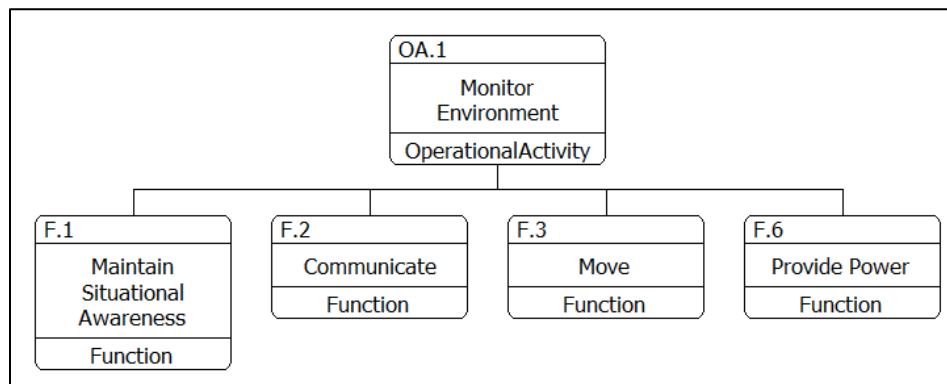 OA.1
Monitor
Environment
OperationalActivity
F.1
Maintain
Situational
Awareness
Function
F.2
Communicate
Function
F.3
Move
Function
F.6
Provide Power
Function